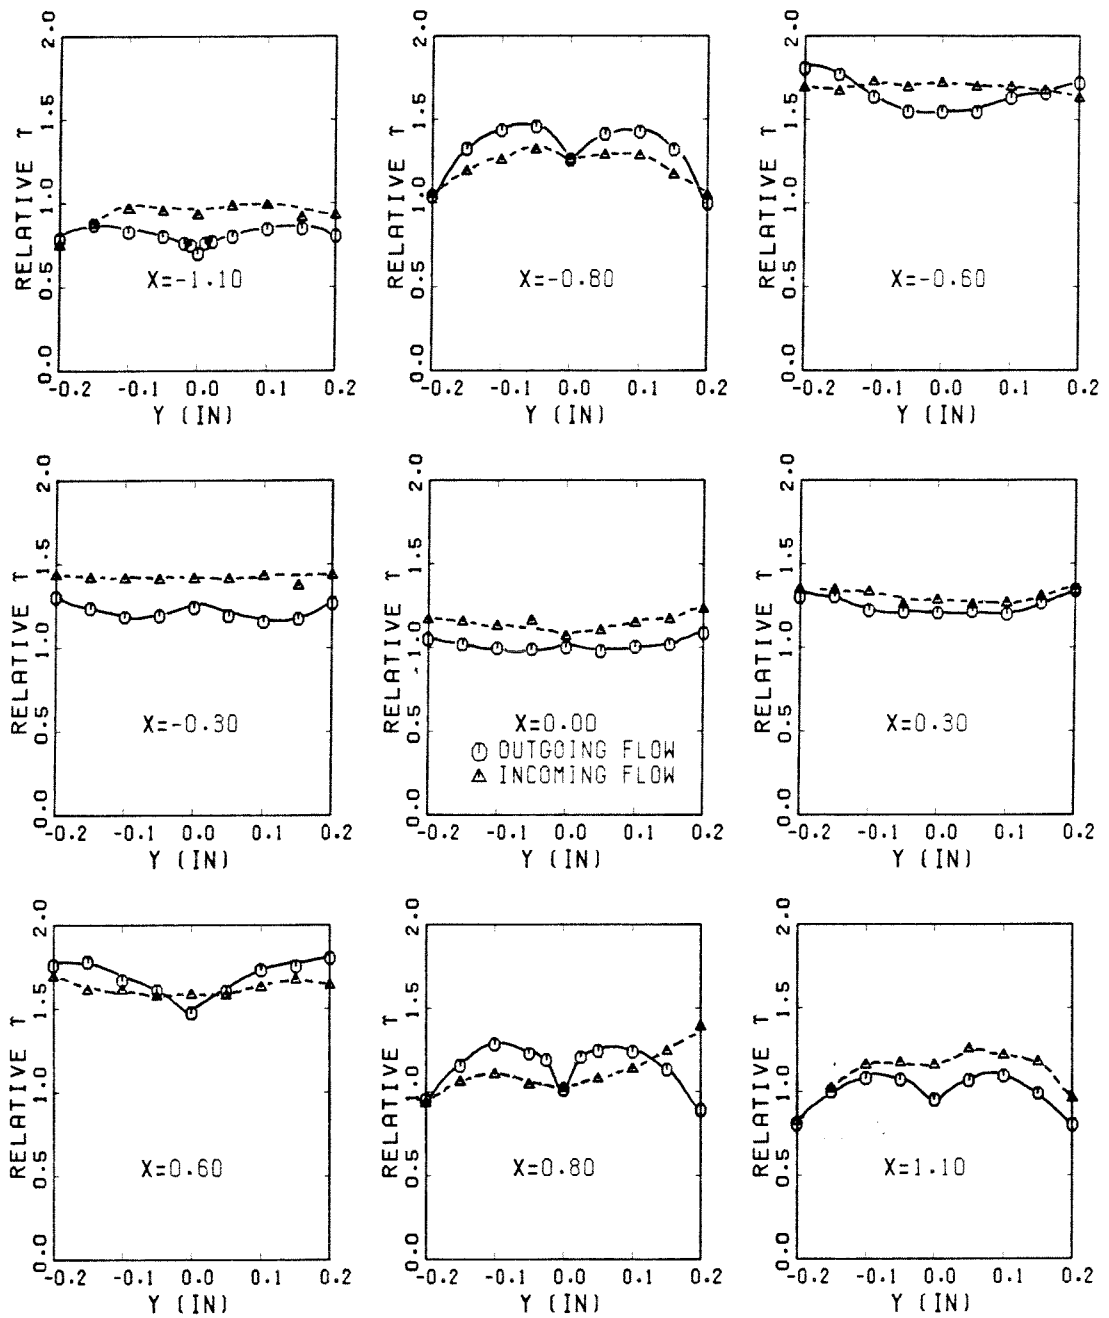 RELATIVE T
0.0 0.5 1.0 1.5 2.0
X=-1.10
-0.2 -0.1 0.0 0.1 0.2
Y (IN)
RELATIVE T
0.0 0.5 1.0 1.5 2.0
X=-0.80
-0.2 -0.1 0.0 0.1 0.2
Y (IN)
RELATIVE T
0.0 0.5 1.0 1.5 2.0
X=-0.60
-0.2 -0.1 0.0 0.1 0.2
Y (IN)
RELATIVE T
0.0 0.5 1.0 1.5 2.0
X=-0.30
-0.2 -0.1 0.0 0.1 0.2
Y (IN)
RELATIVE T
0.0 0.5 1.0 1.5 2.0
X=0.00
OUTGOING FLOW
INCOMING FLOW
-0.2 -0.1 0.0 0.1 0.2
Y (IN)
RELATIVE T
0.0 0.5 1.0 1.5 2.0
X=0.30
-0.2 -0.1 0.0 0.1 0.2
Y (IN)
RELATIVE T
0.0 0.5 1.0 1.5 2.0
X=0.60
-0.2 -0.1 0.0 0.1 0.2
Y (IN)
RELATIVE T
0.0 0.5 1.0 1.5 2.0
X=0.80
-0.2 -0.1 0.0 0.1 0.2
Y (IN)
RELATIVE T
0.0 0.5 1.0 1.5 2.0
X=1.10
-0.2 -0.1 0.0 0.1 0.2
Y (IN)